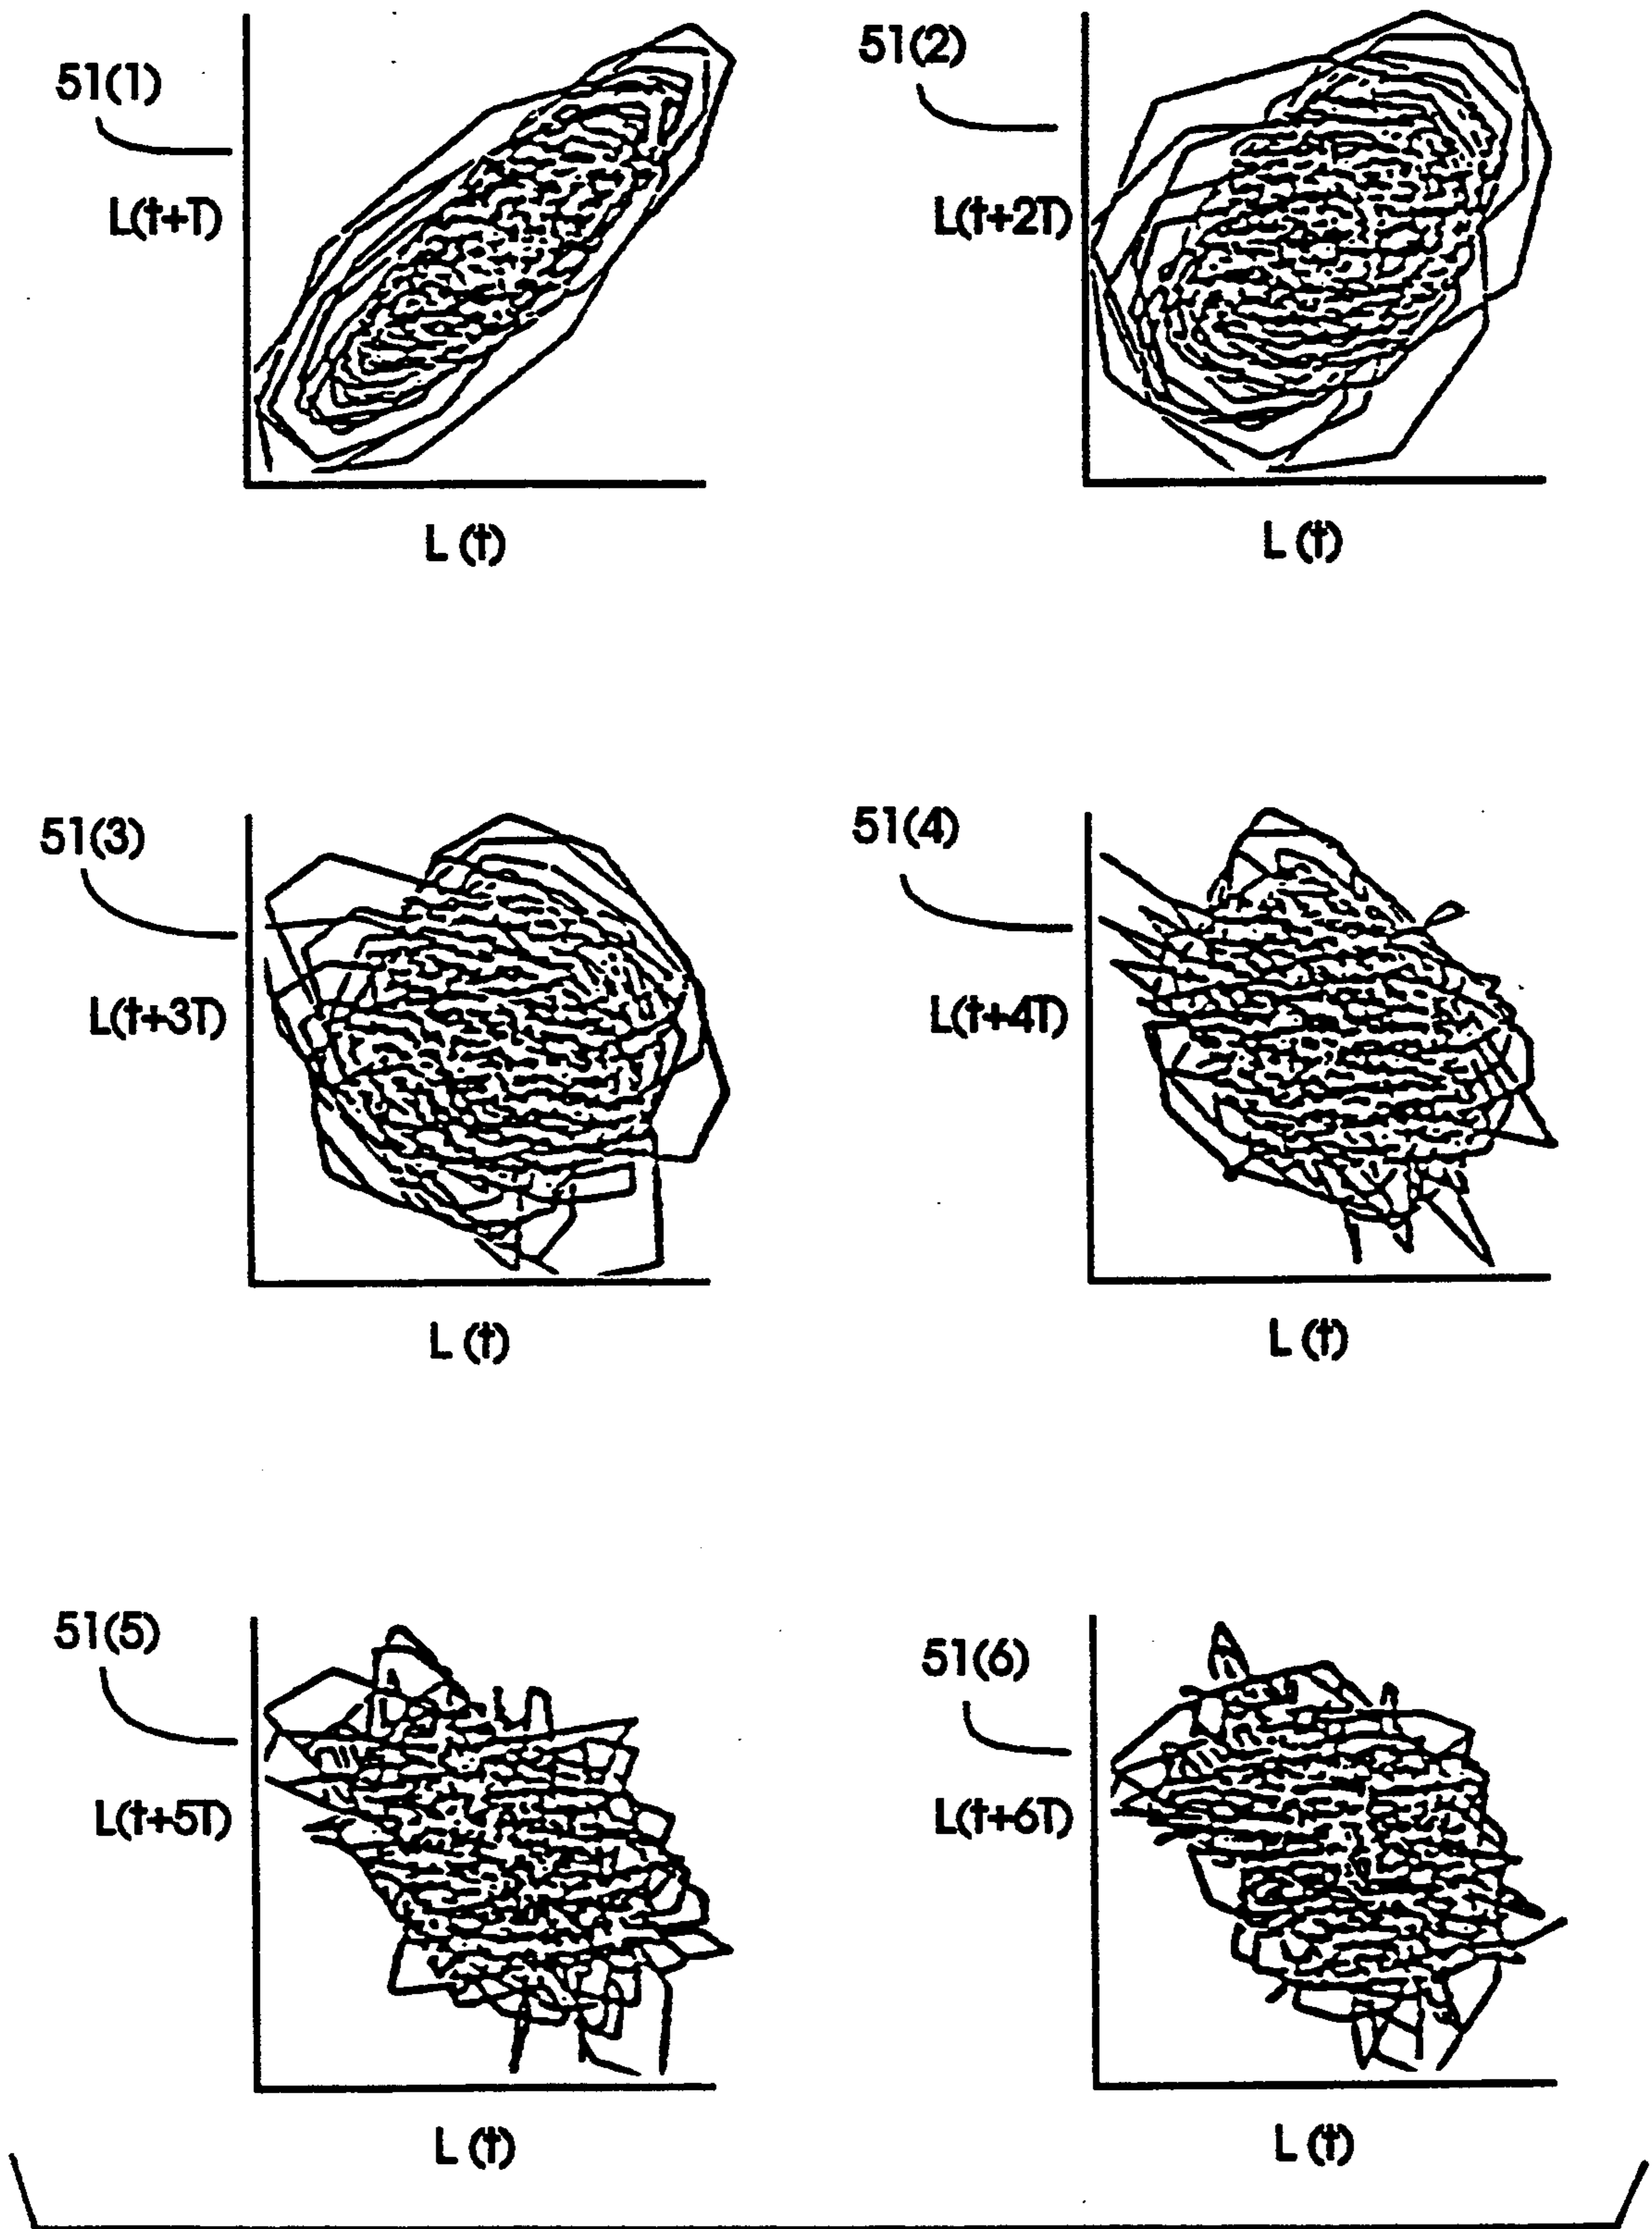 51(1)
L(t+T)
L (t)
51(2)
L(t+2T)
L (t)
51(3)
L(t+3T)
L (t)
51(4)
L(t+4T)
L (t)
51(5)
L(t+5T)
L (t)
51(6)
L(t+6T)
L (t)